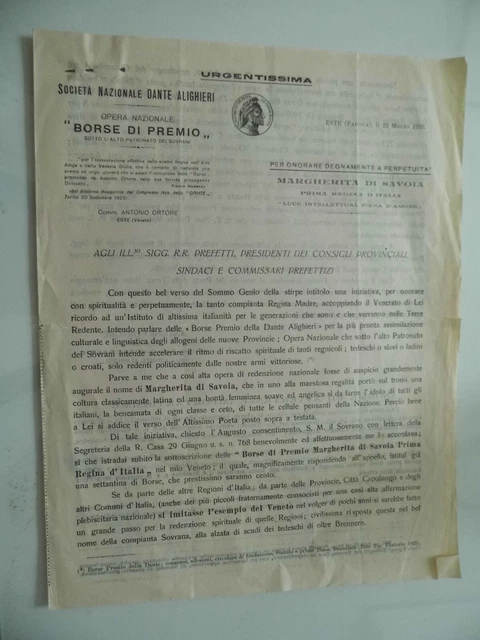 URGENTISSIMA
SOCIETÀ NAZIONALE DANTE ALIGHIERI
OPERA NAZIONALE
" BORSE DI PREMIO „
SOTTO L'ALTO PATRONATO DEI SOVRANI
ESTE (PADOVA), li 22 MARZO
PAOLO BOSELLI
Torino 22 Settembre 1923)
COMM. ANTONIO ORTORE
ESTE (Veneto)
PER ONORARE DEGNAMENTE A PERPETUITA'
MARGHERITA DI SAVOIA
PRIMA REGINA D'ITALIA
"LUCE INTELLETTUAL PIENA D'AMORE"
AGLI ILL.MI SIGG. R.R. PREFETTI, PRESIDENTI DEI CONSIGLI PROVINCIALI,
SINDACI E COMMISSARI PREFETTIZI
Con questo bel verso del Sommo Genio della stirpe intitolo una iniziativa, per onorare
con spiritualità e perpetuamente, la tanto compianta Regina Madre, accoppiando il Venerato di Lei
ricordo ad un'Istituto di altissima italianità per le generazioni che sono e che verranno nelle Terre
Redente. Intendo parlare delle « Borse Premio della Dante Alighieri » per la più pronta assimilazione
culturale e linguistica degli allogeni delle nuove Provincie; Opera Nazionale che sotto l'alto Patronato
dei Sovrani intende accelerare il ritmo di riscatto spirituale di tanti regnicoli; tedeschi o slavi o ladini
o croati, solo redenti politicamente dalle nostre armi vittoriose. (*)
Parve a me che a così alta opera di redenzione nazionale fosse di auspicio grandemente
augurale il nome di Margherita di Savoia, che in uno alla maestosa regalità portò sul trono una
coltura classicamente latina ed una bontà femminea soave ed angelica sì da farne l'idolo di tutti gli
italiani, la beneamata di ogni classe e ceto, di tutte le cellule pensanti della Nazione. Perciò bene
a Lei si addice il verso dell'Altissimo Poeta posto sopra a testata.
Di tale iniziativa, chiesto l'Augusto consentimento, S. M. il Sovrano con lettera della
Segreteria della R. Casa 29 Giugno u. s. n. 768 benevolmente ed affettuosamente me lo accordava;
sì che istradai subito la sottoscrizione delle " Borse di Premio Margherita di Savoia Prima
Regina d'Italia „ nel mio Veneto; il quale, magnificamente rispondendo all'appello,
una settantina di Borse, che prestissimo saranno cento.
Se da parte delle altre Regioni d'Italia, da parte delle Provincie, Città Capoluogo e degli
altri Comuni d'Italia, (anche dei più piccoli fraternamente consociati per una così alta affermazione
plebiscitaria nazionale) si imitasse l'esempio del Veneto nel volger di pochi anni si sarebbe fatto
un grande passo per la redenzione spirituale di quelle Regioni; civilissima risposta questa nel bel
nome della compianta Sovrana, alla alzata di scudi dei tedeschi di oltre Brennero.